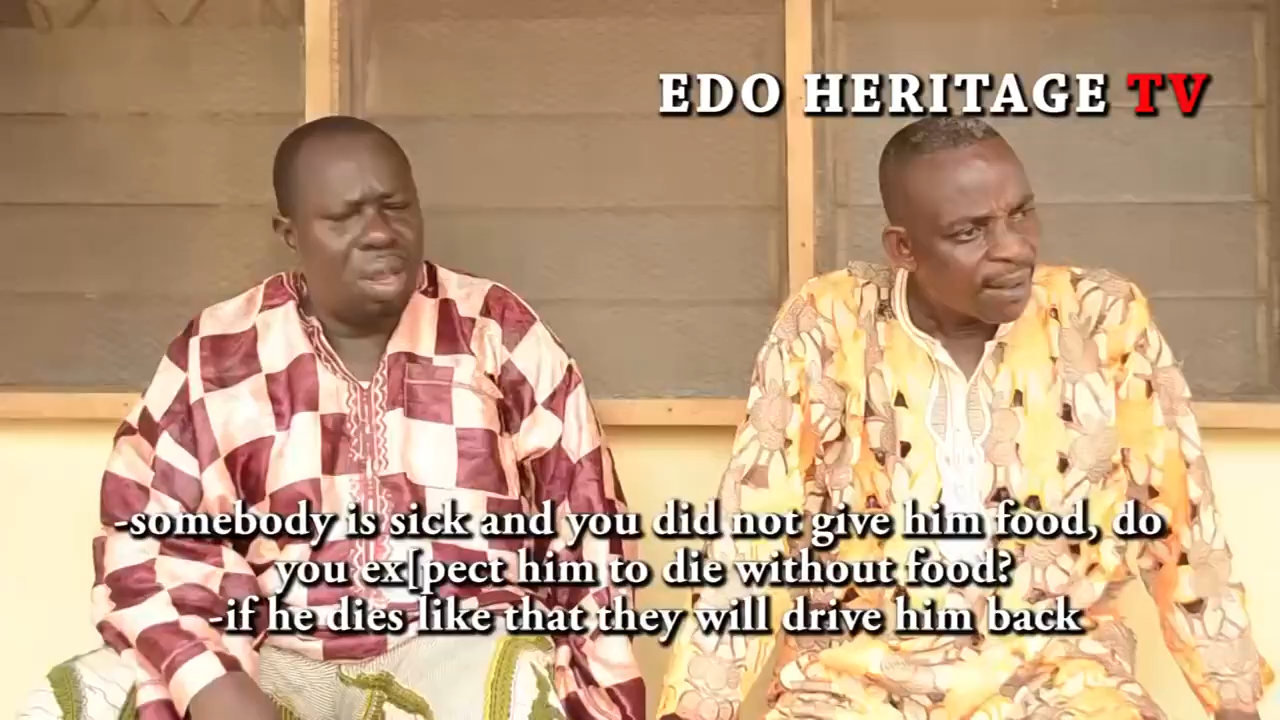 EDO HERITAGE TV
-somebody is sick and you did not give him food, do
you ex[pect him to die without food?
-if he dies like that they will drive him back